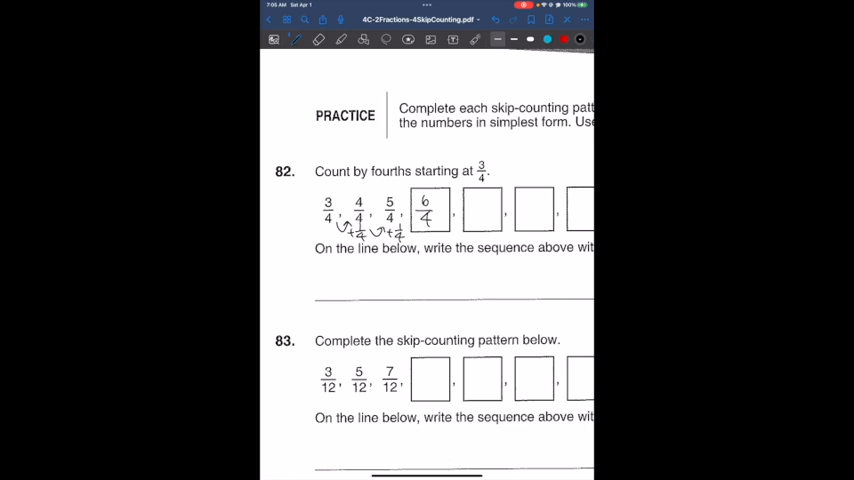 7:05 AM Sat Apr 1
100%
4C-2Fractions-4SkipCounting.pdf
PRACTICE
Complete each skip-counting patt
the numbers in simplest form. Use
82. Count by fourths starting at 3/4.
3/4, 4/4, 5/4, 6/4, , ,
+1/4 +1/4
On the line below, write the sequence above wit
83. Complete the skip-counting pattern below.
3/12, 5/12, 7/12, , , ,
On the line below, write the sequence above wit